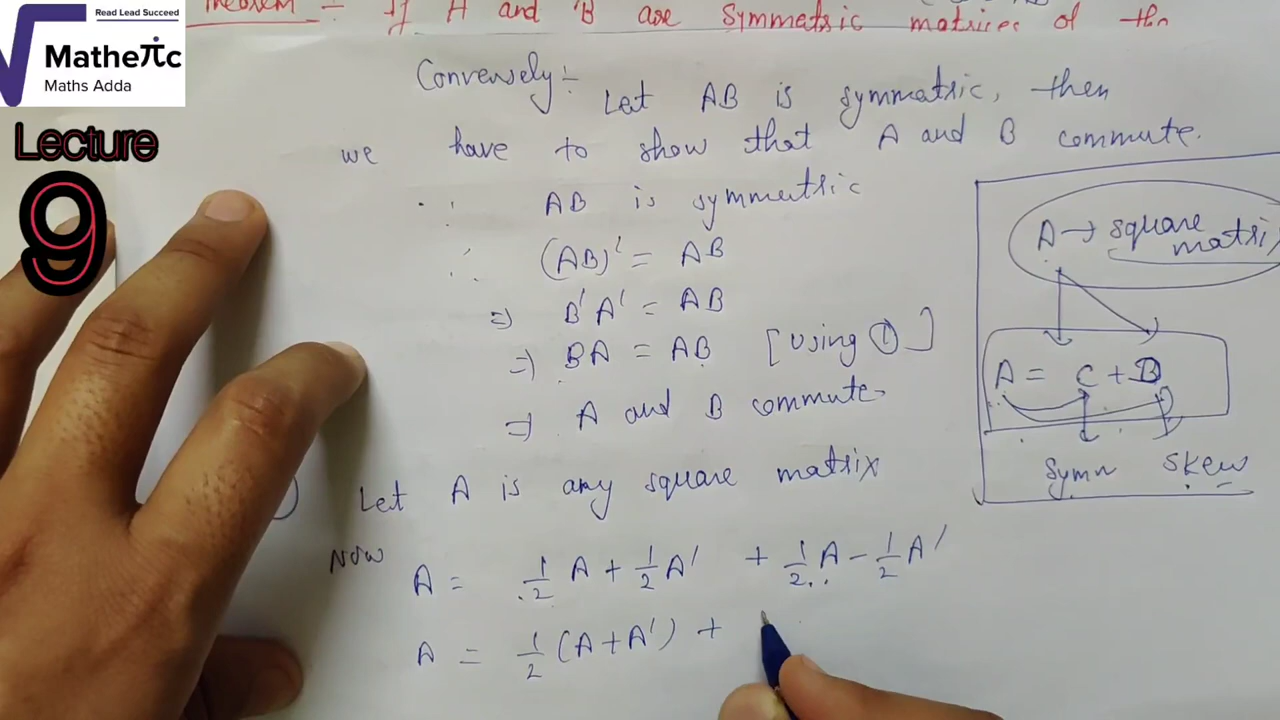 Theorem :- If A and B are symmetric matrices of the
Read Lead Succeed
Matheπc
Maths Adda
Lecture
9
Conversely :- Let AB is symmetric, then
we have to show that A and B commute.
∵ AB is symmetric
∴ (AB)' = AB
⇒ B'A' = AB
⇒ BA = AB [using ①]
⇒ A and B commute.
A → square
matrix
A = C + B
Symm skew
Let A is any square matrix
Now A = 1/2 A + 1/2 A' + 1/2 A - 1/2 A'
A = 1/2 (A + A') +